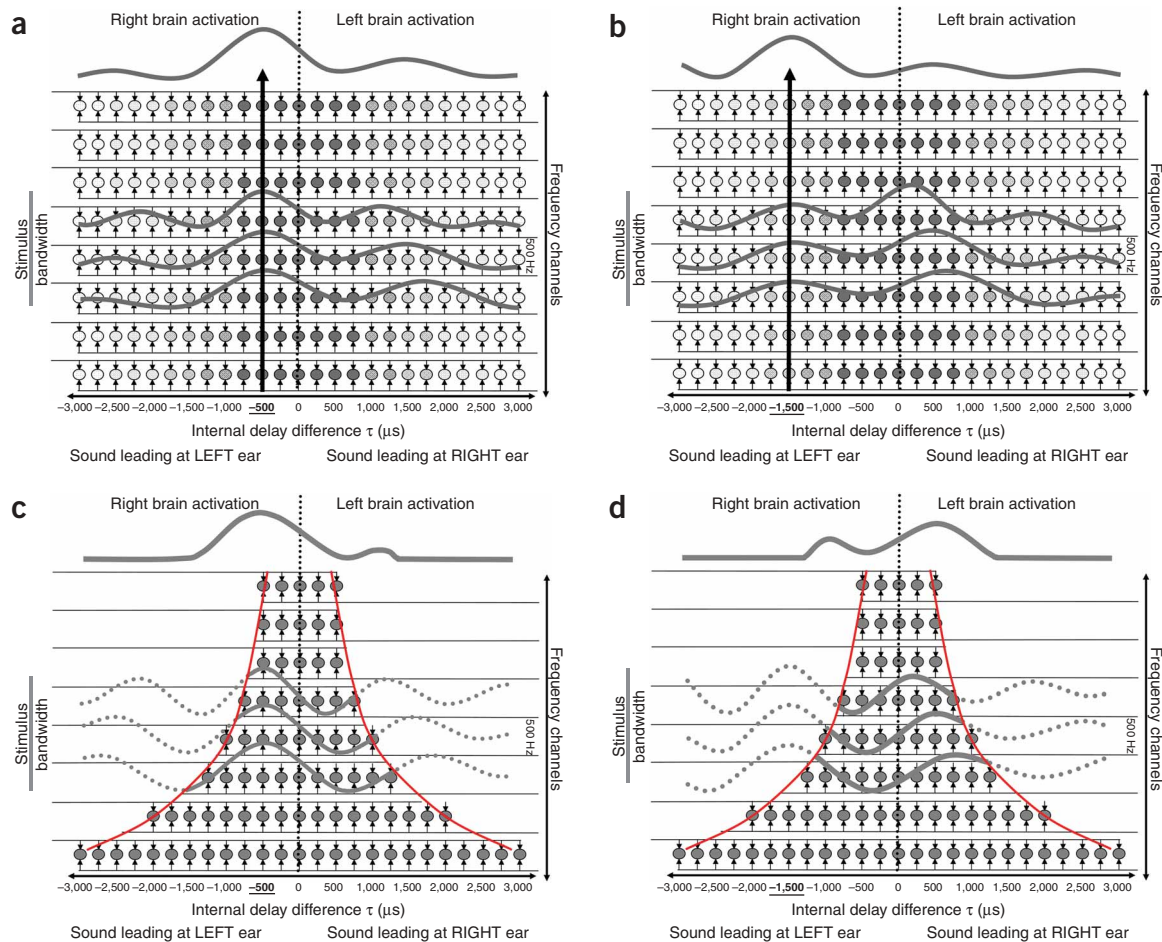 a
Right brain activation Left brain activation
Stimulus
bandwidth
Frequency channels
500 Hz
–3,000 –2,500 –2,000 –1,500 –1,000 –500 0 500 1,000 1,500 2,000 2,500 3,000
Internal delay difference τ (μs)
Sound leading at LEFT ear Sound leading at RIGHT ear
b
Right brain activation Left brain activation
Stimulus
bandwidth
Frequency channels
500 Hz
–3,000 –2,500 –2,000 –1,500 –1,000 –500 0 500 1,000 1,500 2,000 2,500 3,000
Internal delay difference τ (μs)
Sound leading at LEFT ear Sound leading at RIGHT ear
c
Right brain activation Left brain activation
Stimulus
bandwidth
Frequency channels
500 Hz
–3,000 –2,500 –2,000 –1,500 –1,000 –500 0 500 1,000 1,500 2,000 2,500 3,000
Internal delay difference τ (μs)
Sound leading at LEFT ear Sound leading at RIGHT ear
d
Right brain activation Left brain activation
Stimulus
bandwidth
Frequency channels
500 Hz
–3,000 –2,500 –2,000 –1,500 –1,000 –500 0 500 1,000 1,500 2,000 2,500 3,000
Internal delay difference τ (μs)
Sound leading at LEFT ear Sound leading at RIGHT ear